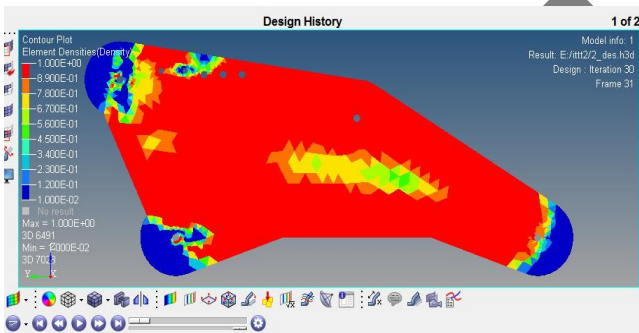 Design History
1 of 2
Contour Plot
Element Densities(Density)
1.000E+00
8.900E-01
7.800E-01
6.700E-01
5.600E-01
4.500E-01
3.400E-01
2.300E-01
1.200E-01
1.000E-02
No result
Max = 1.000E+00
3D 6491
Min = 1.000E-02
Y
X
Model info: 1
Result: E:/ittt2/2_des.h3d
Design : Iteration 30
Frame 31